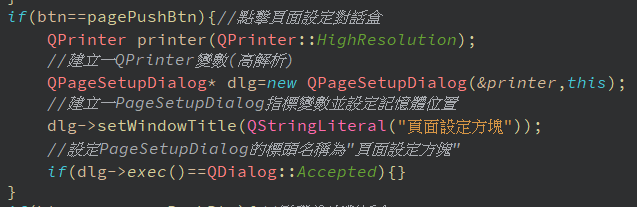 if(btn==pagePushBtn){//點擊頁面設定對話盒
QPrinter printer(QPrinter::HighResolution);
//建立一QPrinter變數(高解析)
QPageSetupDialog* dlg=new QPageSetupDialog(&printer,this);
//建立一PageSetupDialog指標變數並設定記憶體位置
dlg->setWindowTitle(QStringLiteral("頁面設定方塊"));
//設定PageSetupDialog的標頭名稱為"頁面設定方塊"
if(dlg->exec()==QDialog::Accepted){}
}